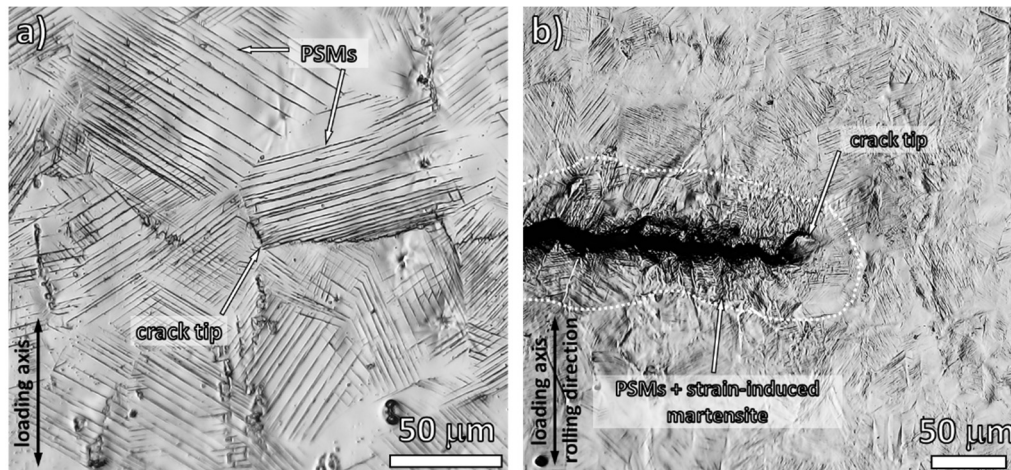 a)
PSMs
crack tip
loading axis
50 μm
b)
crack tip
PSMs + strain-induced
martensite
loading axis
rolling direction
50 μm